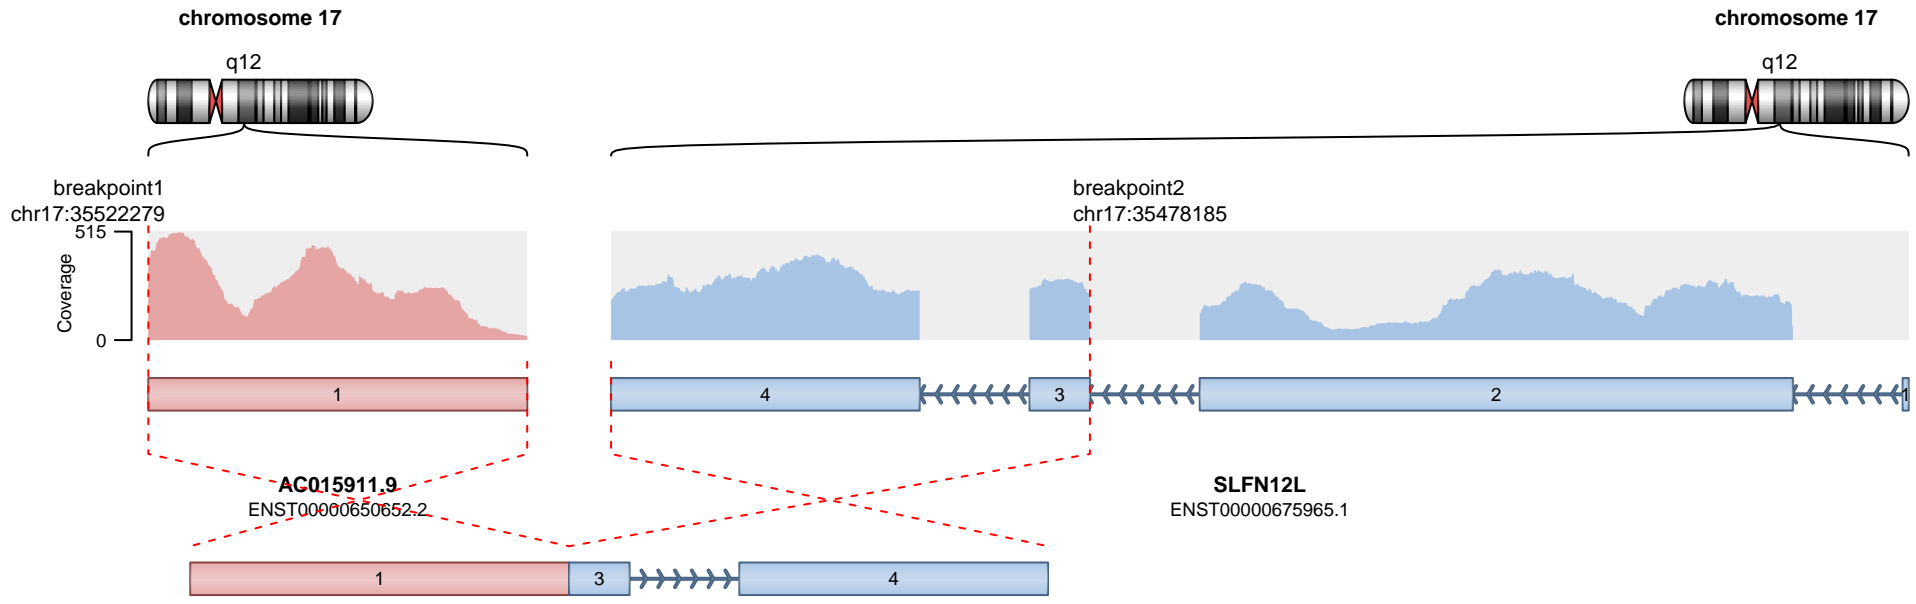 chromosome 17
chromosome 17
q12
q12
breakpoint1
chr17:35522279
breakpoint2
chr17:35478185
515
Coverage
0
1
4
3
2
1
AC015911.9
ENST00000650652.2
SLFN12L
ENST00000675965.1
1
3
4